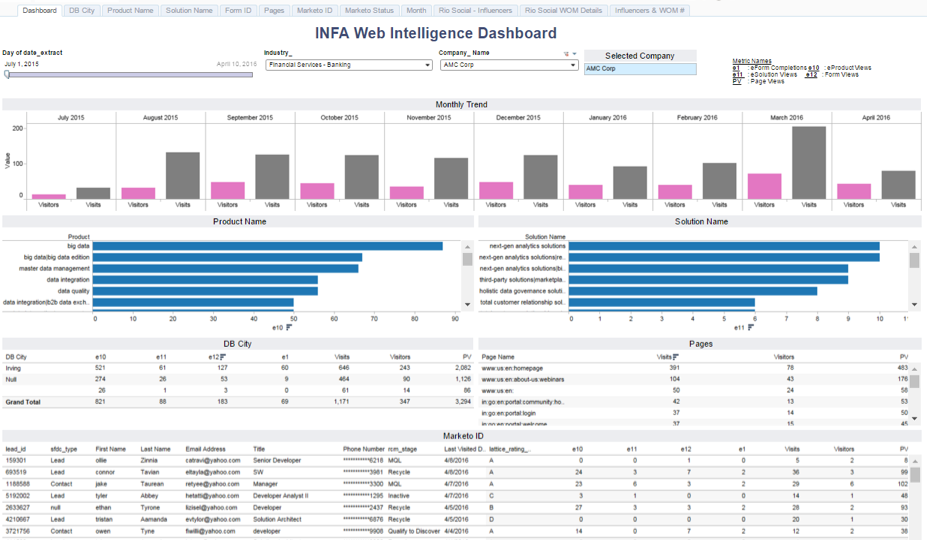 Dashboard DB City Product Name Solution Name Form ID Pages Marketo ID Marketo Status Month Rio Social - Influencers Rio Social WOM Details Influencers & WOM #
INFA Web Intelligence Dashboard
Day of date_extract Industry_ Company_ Name Selected Company
July 1, 2015 April 10, 2016 Financial Services - Banking AMC Corp AMC Corp
Metric Names
e1 : eForm Completions e10 : eProduct Views
e11 : eSolution Views e12 : Form Views
PV : Page Views
Monthly Trend
July 2015 August 2015 September 2015 October 2015 November 2015 December 2015 January 2016 February 2016 March 2016 April 2016
200
Value
100
0
Visitors Visits Visitors Visits Visitors Visits Visitors Visits Visitors Visits Visitors Visits Visitors Visits Visitors Visits Visitors Visits Visitors Visits
Product Name
Product
big data
big data|big data edition
master data management
data integration
data quality
data integration|b2b data exch..
0 10 20 30 40 50 60 70 80 90
e10
Solution Name
Solution Name
next-gen analytics solutions
next-gen analytics solutions|re..
next-gen analytics solutions|bi..
third-party solutions|marketpla..
holistic data governance soluti..
total customer relationship sol..
0 1 2 3 4 5 6 7 8 9 10 11
e11
DB City
DB City e10 e11 e12 e1 Visits Visitors PV
Irving 521 61 127 60 646 243 2,082
Null 274 26 53 9 464 90 1,126
26 1 3 0 61 14 86
Grand Total 821 88 183 69 1,171 347 3,294
Pages
Page Name Visits Visitors PV
www:us:en:homepage 391 78 483
www:us:en:about-us:webinars 104 43 176
www:us:en: 50 24 58
in:go:en:portal:community:ho.. 42 13 53
in:go:en:portal:login 37 14 50
in:go:en:portal:welcome 37 15 45
Marketo ID
lead_id sfdc_type First Name Last Name Email Address Title Phone Number rcm_stage Last Visited D.. lattice_rating_.. e10 e11 e12 e1 Visits Visitors PV
159301 Lead ollie Zinnia catravi@yahoo.com Senior Developer **********6218 MQL 4/8/2016 A 0 0 1 0 5 2 8
693519 Lead connor Tavian eltayla@yahoo.com SW **********3981 Recycle 4/8/2016 A 24 3 7 2 36 3 99
1188588 Contact jake Taurean retyee@yahoo.com Manager **********3300 MQL 4/7/2016 A 23 6 3 2 29 6 102
5192002 Lead tyler Abbey hetatti@yahoo.com Developer Analyst II **********1295 Inactive 4/7/2016 C 3 1 0 0 14 1 48
2633627 null ethan Tyrone lizisel@yahoo.com Developer **********2437 Recycle 4/5/2016 B 27 3 3 2 28 2 93
4210667 Lead tristan Aamanda evtylor@yahoo.com Solution Architect **********6876 Recycle 4/5/2016 D 0 0 0 0 20 1 30
3721756 Contact owen Tyne fiwilli@yahoo.com developer **********9908 Qualify to Discover 4/4/2016 A 14 0 7 2 12 2 38